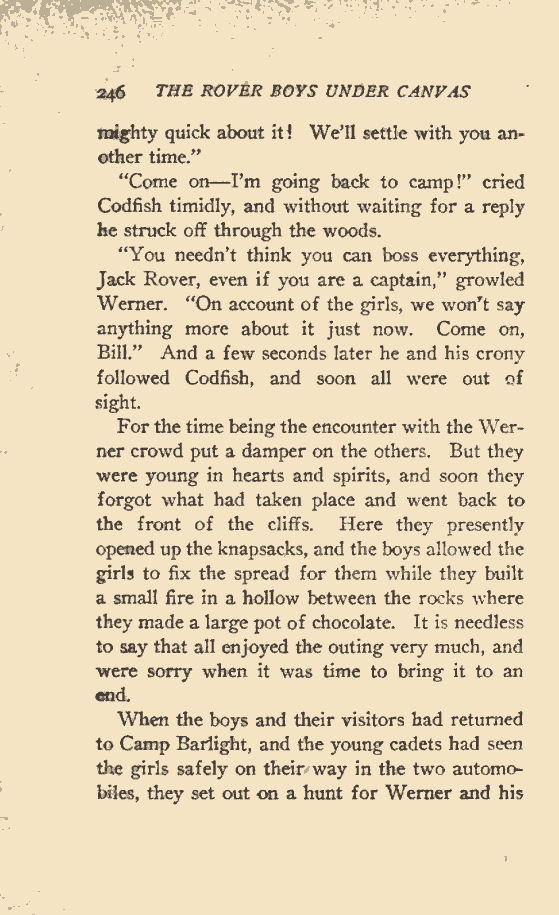 246 THE ROVER BOYS UNDER CANVAS
mighty quick about it! We'll settle with you an-
other time.”
“Come on—I'm going back to camp!” cried
Codfish timidly, and without waiting for a reply
he struck off through the woods.
“You needn't think you can boss everything,
Jack Rover, even if you are a captain,” growled
Werner. “On account of the girls, we won't say
anything more about it just now. Come on,
Bill.” And a few seconds later he and his crony
followed Codfish, and soon all were out of
sight.
For the time being the encounter with the Wer-
ner crowd put a damper on the others. But they
were young in hearts and spirits, and soon they
forgot what had taken place and went back to
the front of the cliffs. Here they presently
opened up the knapsacks, and the boys allowed the
girls to fix the spread for them while they built
a small fire in a hollow between the rocks where
they made a large pot of chocolate. It is needless
to say that all enjoyed the outing very much, and
were sorry when it was time to bring it to an
end.
When the boys and their visitors had returned
to Camp Barlight, and the young cadets had seen
the girls safely on their way in the two automo-
biles, they set out on a hunt for Werner and his